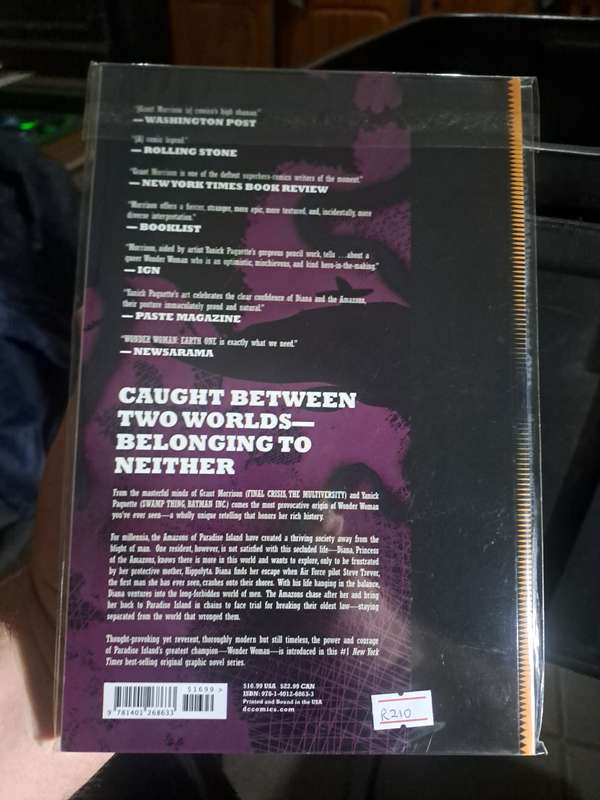 "[Grant Morrison is] comics's high shaman."
— WASHINGTON POST
"[A] comic legend."
— ROLLING STONE
"Grant Morrison is one of the deftest superhero-comics writers of the moment."
— NEW YORK TIMES BOOK REVIEW
"Morrison offers a fiercer, stranger, more epic, more textured, and, incidentally, more
diverse interpretation."
— BOOKLIST
"Morrison, aided by artist Yanick Paquette's gorgeous pencil work, tells ...about a
queer Wonder Woman who is an optimistic, mischievous, and kind hero-in-the-making."
— IGN
"Yanick Paquette's art celebrates the clear confidence of Diana and the Amazons,
their posture immaculately proud and natural."
— PASTE MAGAZINE
"WONDER WOMAN: EARTH ONE is exactly what we need."
— NEWSARAMA
CAUGHT BETWEEN
TWO WORLDS—
BELONGING TO
NEITHER
From the masterful minds of Grant Morrison (FINAL CRISIS, THE MULTIVERSITY) and Yanick
Paquette (SWAMP THING, BATMAN INC.) comes the most provocative origin of Wonder Woman
you've ever seen—a wholly unique retelling that honors her rich history.
For millennia, the Amazons of Paradise Island have created a thriving society away from the
blight of man. One resident, however, is not satisfied with this secluded life—Diana, Princess
of the Amazons, knows there is more in this world and wants to explore, only to be frustrated
by her protective mother, Hippolyta. Diana finds her escape when Air Force pilot Steve Trevor,
the first man she has ever seen, crashes onto their shores. With his life hanging in the balance,
Diana ventures into the long-forbidden world of men. The Amazons chase after her and bring
her back to Paradise Island in chains to face trial for breaking their oldest law—staying
separated from the world that wronged them.
Thought-provoking yet reverent, thoroughly modern but still timeless, the power and courage
of Paradise Island's greatest champion—Wonder Woman—is introduced in this #1 New York
Times best-selling original graphic novel series.
51699 >
9 781401 268633
$16.99 USA $22.99 CAN
ISBN: 978-1-4012-6863-3
Printed and Bound in the USA
dccomics.com
R210